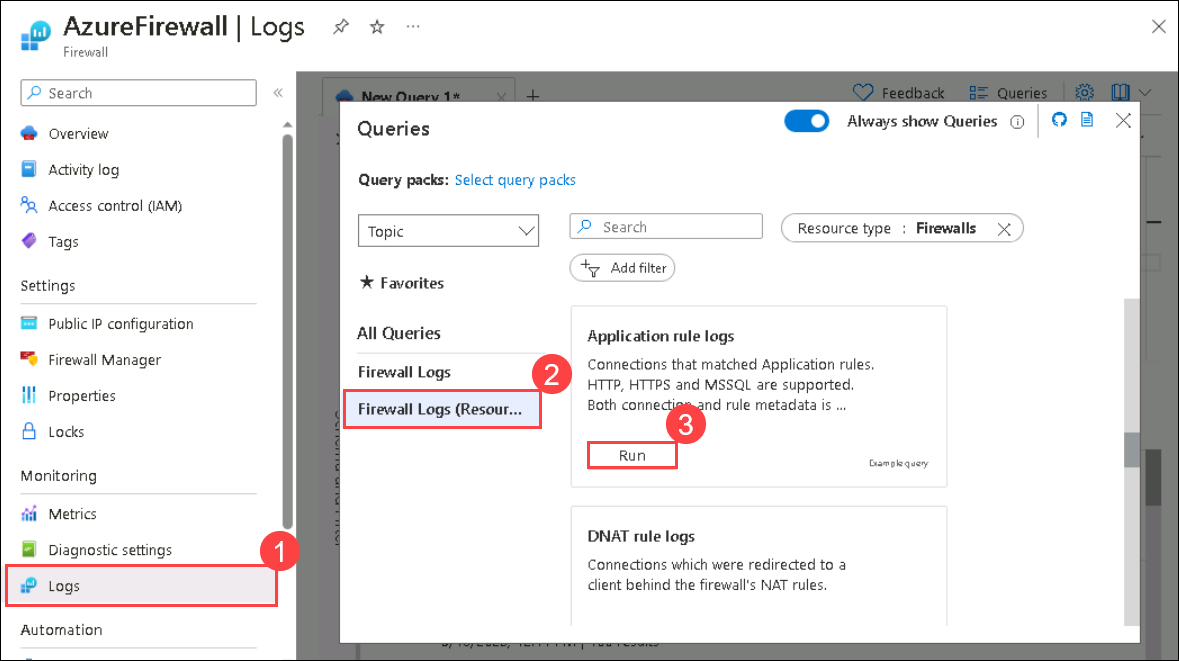 AzureFirewall | Logs
Firewall
Search
Overview
Activity log
Access control (IAM)
Tags
Settings
Public IP configuration
Firewall Manager
Properties
Locks
Monitoring
Metrics
Diagnostic settings
Logs
1
Automation
New Query 1*
Feedback
Queries
Queries
Always show Queries
Query packs: Select query packs
Topic
Search
Resource type : Firewalls
Add filter
Favorites
All Queries
Firewall Logs
2
Firewall Logs (Resour...
Application rule logs
Connections that matched Application rules.
HTTP, HTTPS and MSSQL are supported.
Both connection and rule metadata is ...
3
Run
Example query
DNAT rule logs
Connections which were redirected to a
client behind the firewall's NAT rules.